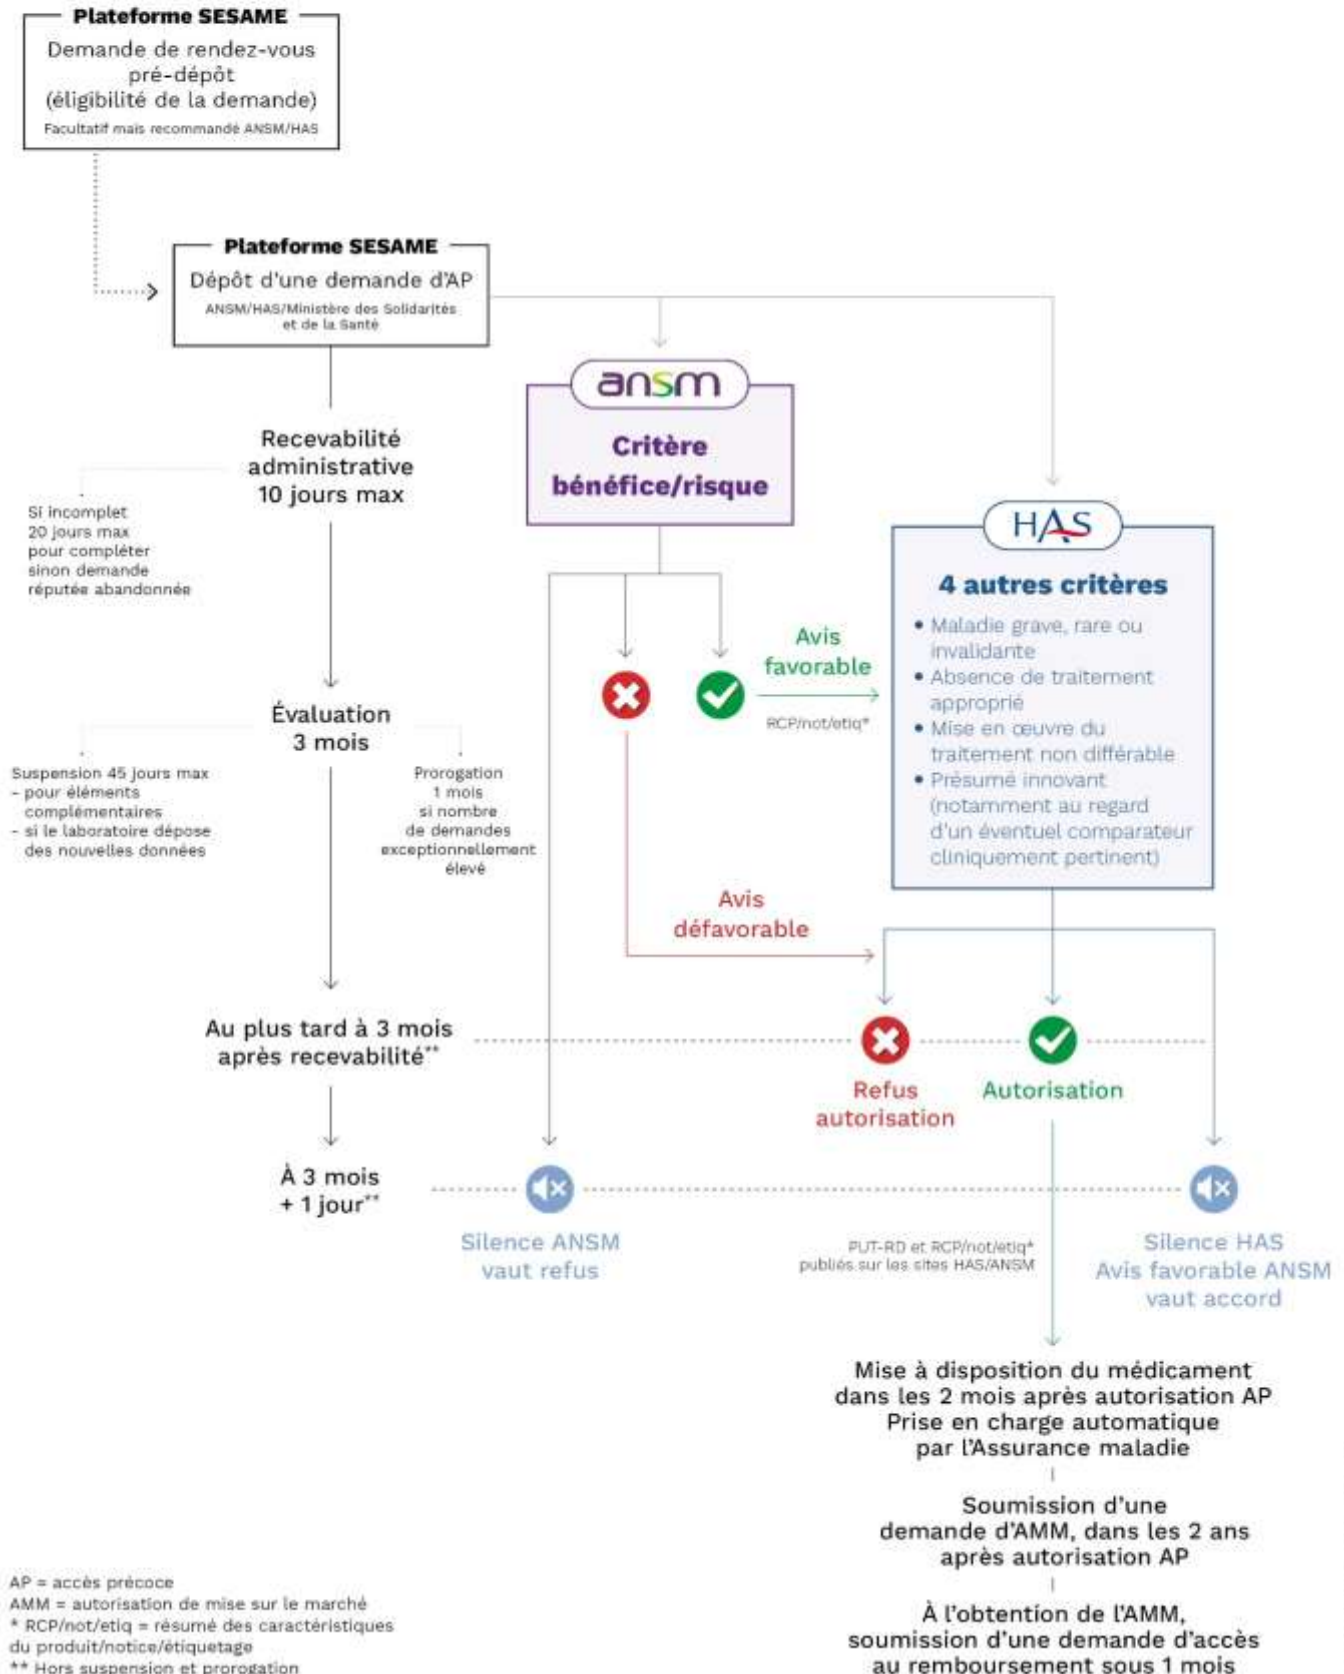 Plateforme SESAME
Demande de rendez-vous
pré-dépôt
(éligibilité de la demande)
Facultatif mais recommandé ANSM/HAS
Plateforme SESAME
Dépôt d'une demande d'AP
ANSM/HAS/Ministère des Solidarités
et de la Santé
Recevabilité
administrative
10 jours max
Si incomplet
20 jours max
pour compléter
sinon demande
réputée abandonnée
Évaluation
3 mois
Suspension 45 jours max
- pour éléments
complémentaires
- si le laboratoire dépose
des nouvelles données
Prorogation
1 mois
si nombre
de demandes
exceptionnellement
élevé
Au plus tard à 3 mois
après recevabilité**
À 3 mois
+ 1 jour**
ansm
Critère
bénéfice/risque
Avis
favorable
RCP/not/etiq*
HAS
4 autres critères
• Maladie grave, rare ou
invalidante
• Absence de traitement
approprié
• Mise en œuvre du
traitement non différable
• Présumé innovant
(notamment au regard
d'un éventuel comparateur
cliniquement pertinent)
Avis
défavorable
Refus
autorisation
Autorisation
Silence ANSM
vaut refus
PUT-RD et RCP/not/etiq*
publiés sur les sites HAS/ANSM
Silence HAS
Avis favorable ANSM
vaut accord
Mise à disposition du médicament
dans les 2 mois après autorisation AP
Prise en charge automatique
par l'Assurance maladie
Soumission d'une
demande d'AMM, dans les 2 ans
après autorisation AP
À l'obtention de l'AMM,
soumission d'une demande d'accès
au remboursement sous 1 mois
AP = accès précoce
AMM = autorisation de mise sur le marché
* RCP/not/etiq = résumé des caractéristiques
du produit/notice/étiquetage
** Hors suspension et prorogation